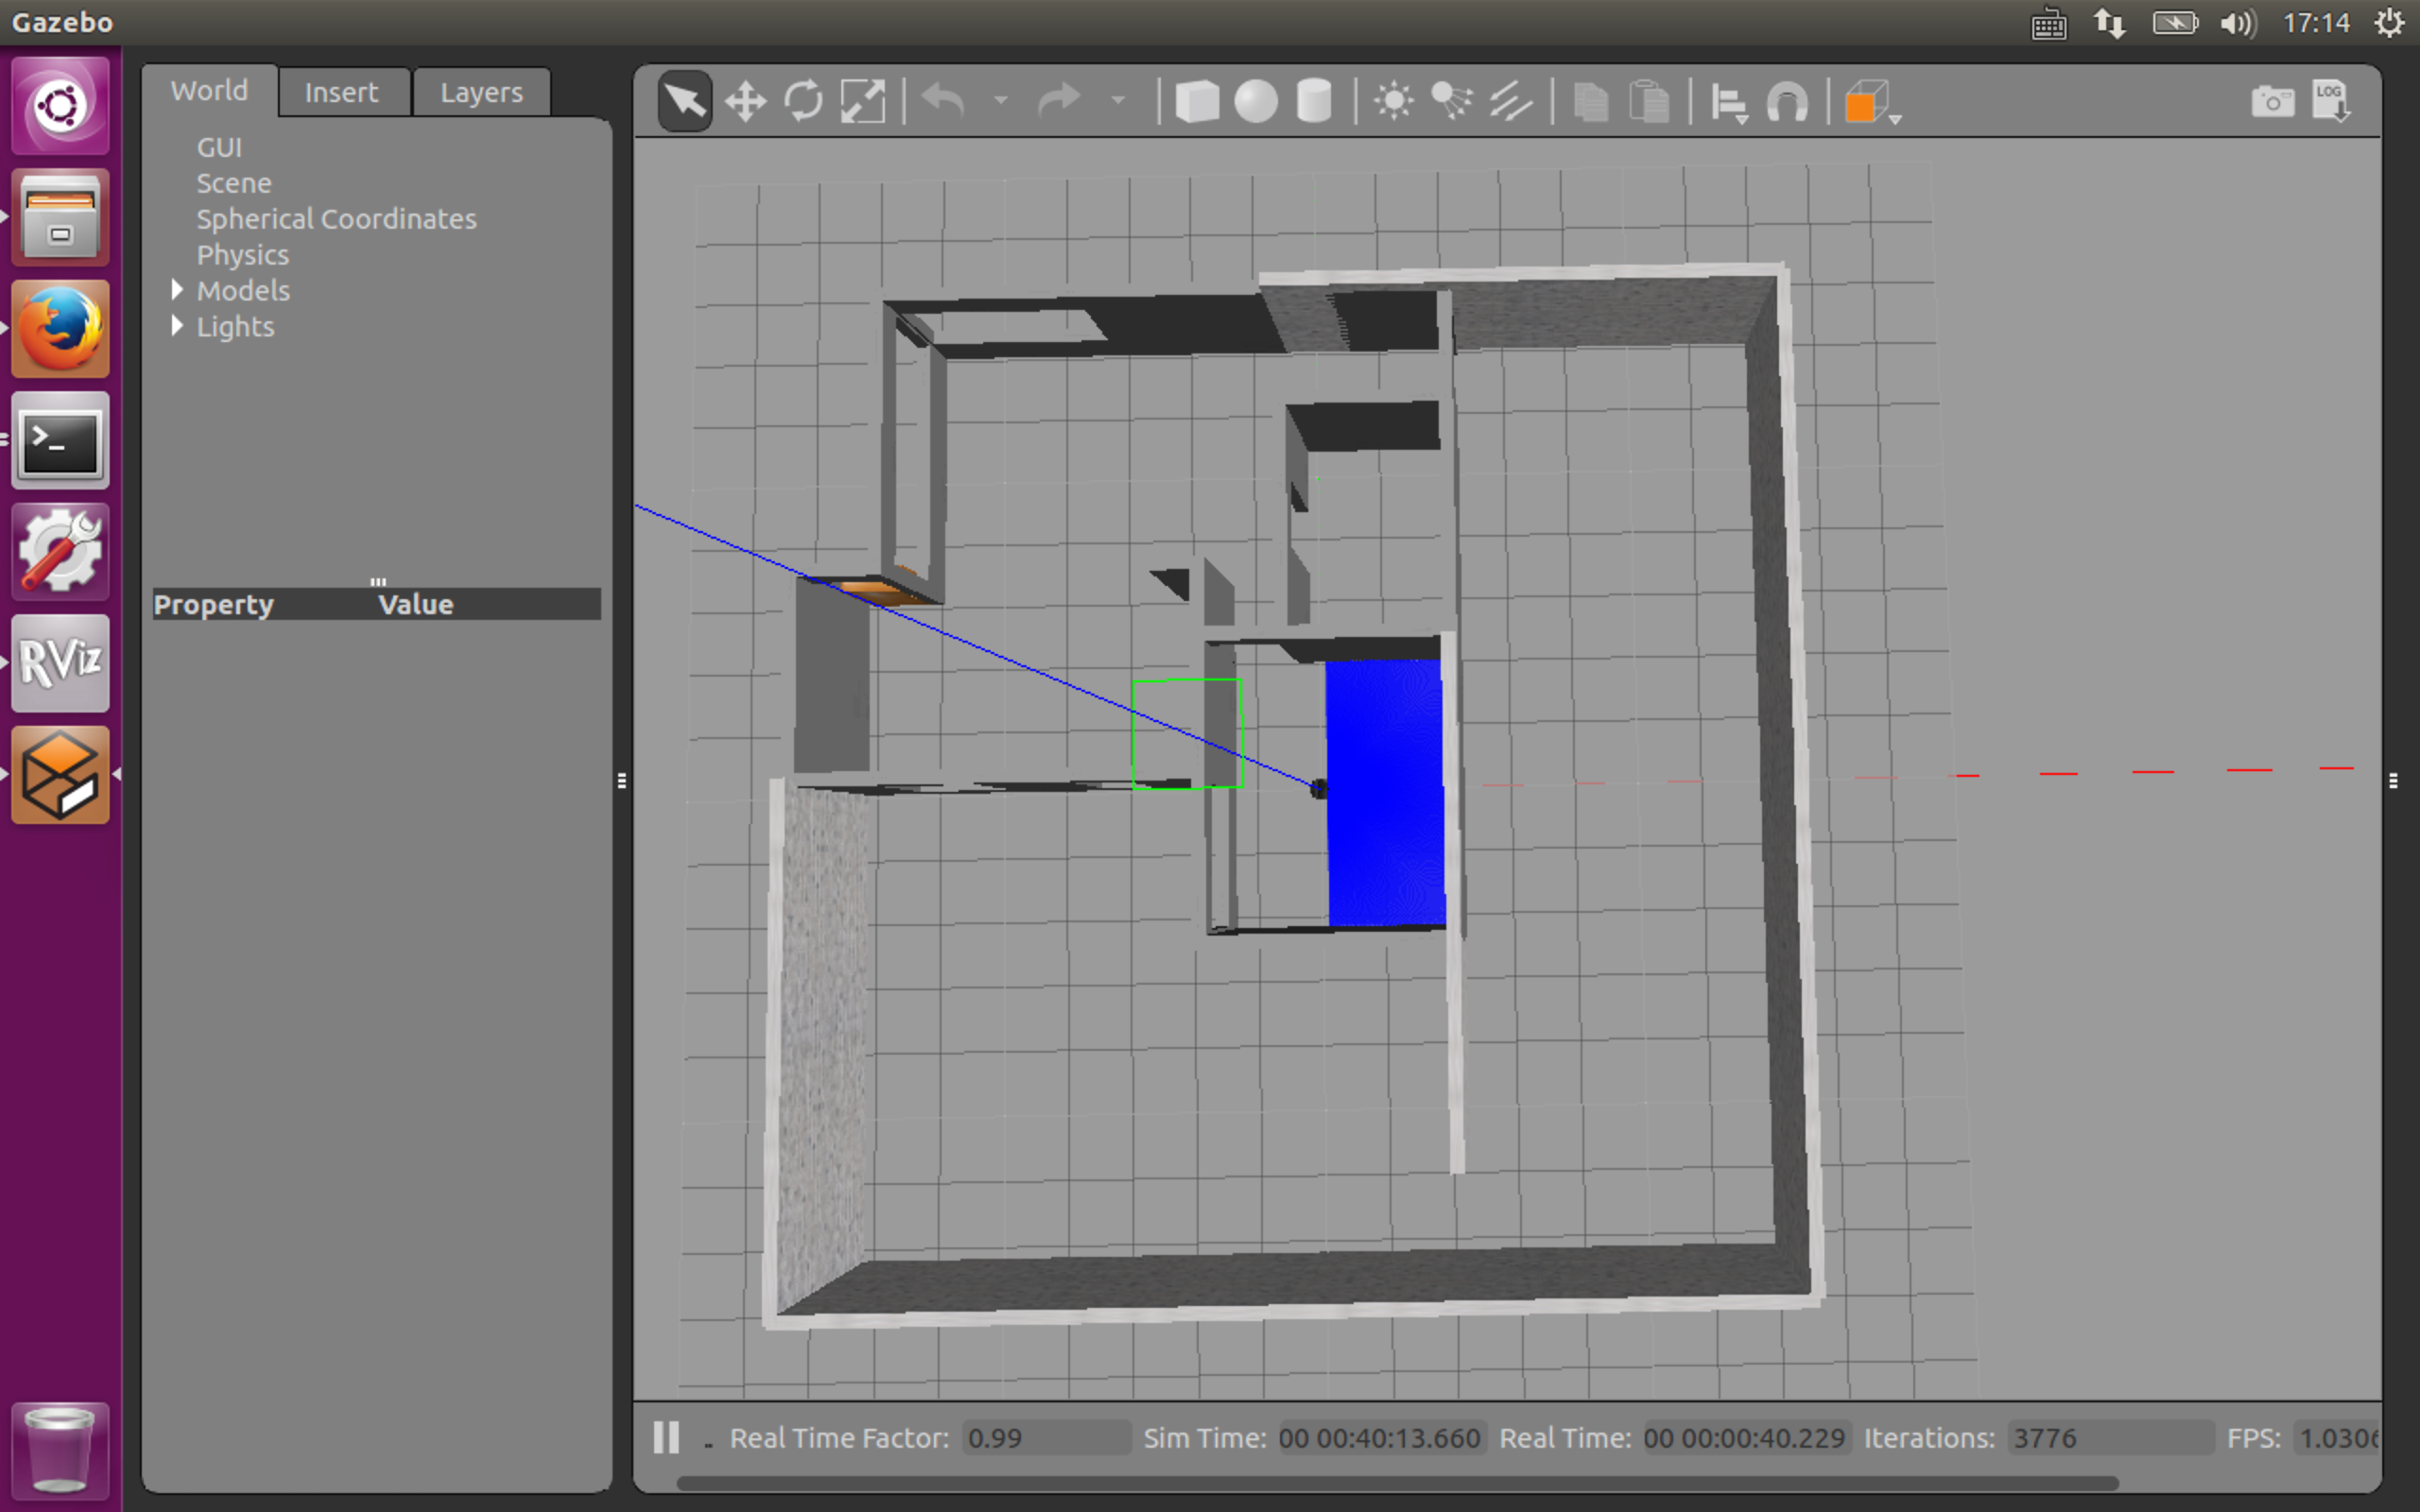 Gazebo 17:14
World Insert Layers
LOG
GUI
Scene
Spherical Coordinates
Physics
Models
Lights
>_
Property Value
RViz
Real Time Factor: 0.99 Sim Time: 00 00:40:13.660 Real Time: 00 00:00:40.229 Iterations: 3776 FPS: 1.0306